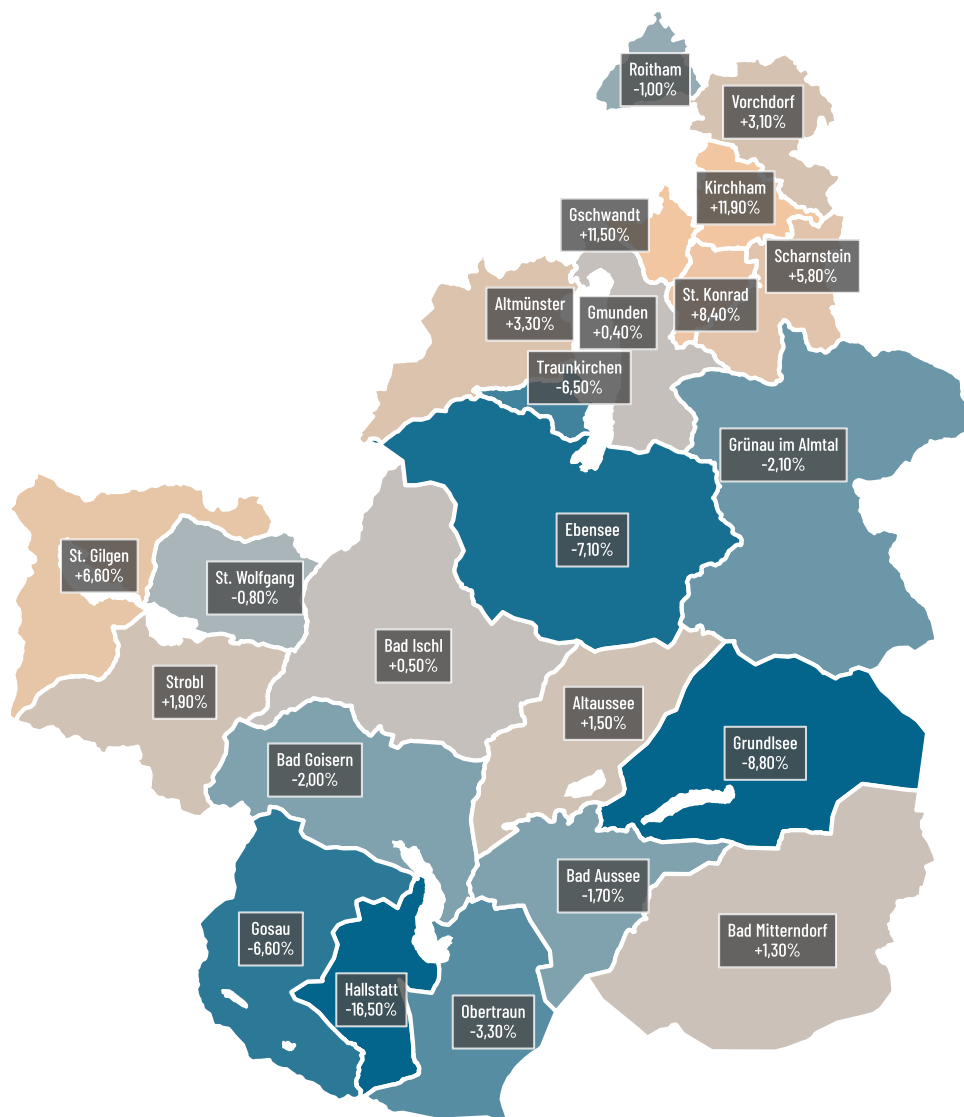 Roitham
-1,00%
Vorchdorf
+3,10%
Kirchham
+11,90%
Gschwandt
+11,50%
Scharnstein
+5,80%
St. Konrad
+8,40%
Altmünster
+3,30%
Gmunden
+0,40%
Traunkirchen
-6,50%
Grünau im Almtal
-2,10%
Ebensee
-7,10%
St. Gilgen
+6,60%
St. Wolfgang
-0,80%
Bad Ischl
+0,50%
Strobl
+1,90%
Altaussee
+1,50%
Grundlsee
-8,80%
Bad Goisern
-2,00%
Bad Aussee
-1,70%
Bad Mitterndorf
+1,30%
Gosau
-6,60%
Hallstatt
-16,50%
Obertraun
-3,30%